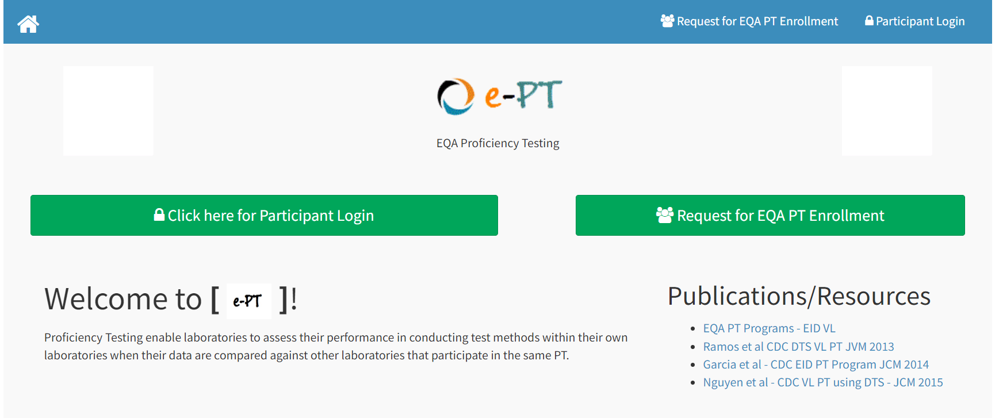 Request for EQA PT Enrollment
Participant Login
e-PT
EQA Proficiency Testing
Click here for Participant Login
Request for EQA PT Enrollment
Welcome to [ e-PT ]!
Proficiency Testing enable laboratories to assess their performance in conducting test methods within their own
laboratories when their data are compared against other laboratories that participate in the same PT.
Publications/Resources
EQA PT Programs - EID VL
Ramos et al CDC DTS VL PT JVM 2013
Garcia et al - CDC EID PT Program JCM 2014
Nguyen et al - CDC VL PT using DTS - JCM 2015